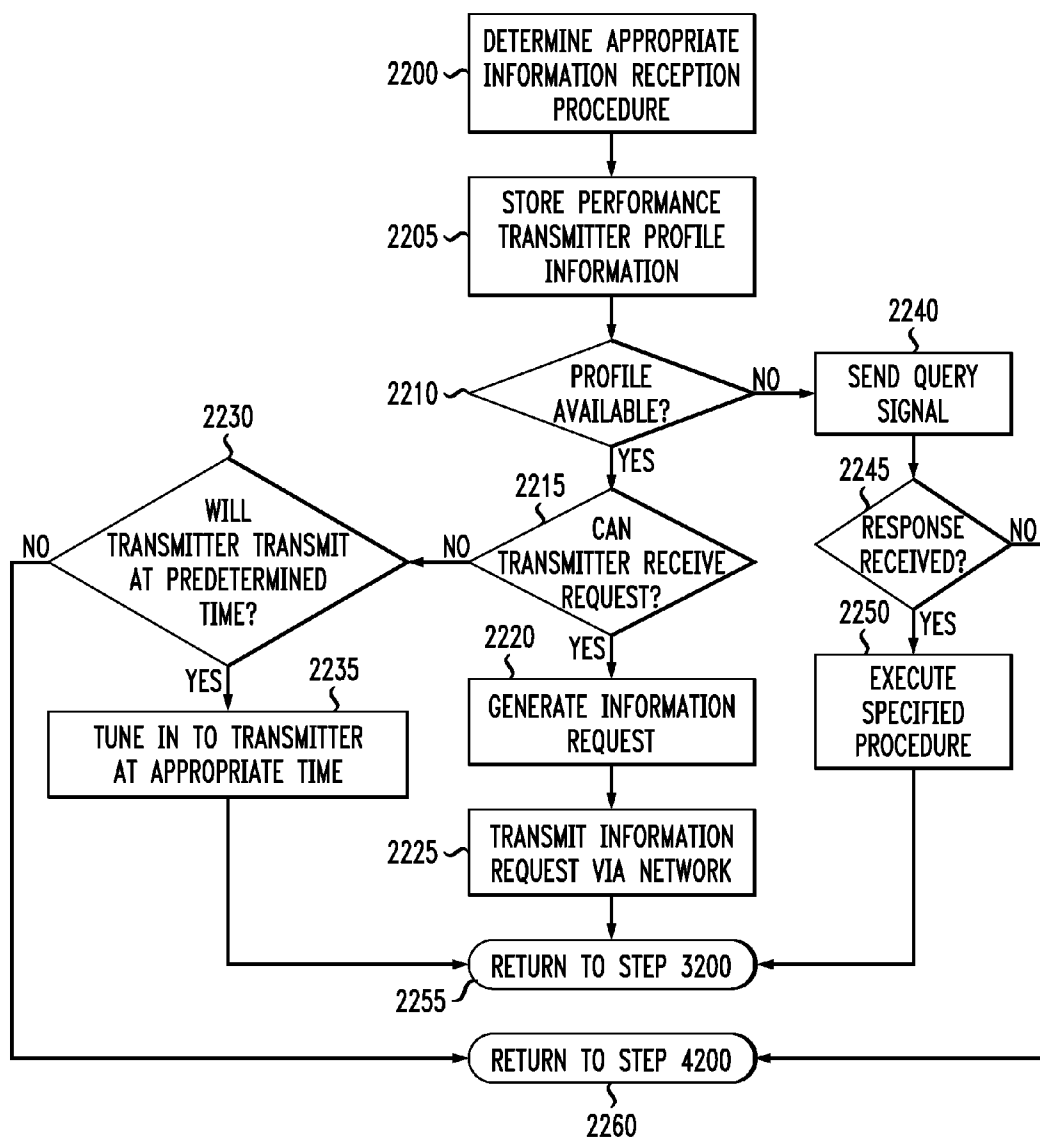 2200
DETERMINE APPROPRIATE
INFORMATION RECEPTION
PROCEDURE
2205
STORE PERFORMANCE
TRANSMITTER PROFILE
INFORMATION
2210
PROFILE
AVAILABLE?
NO
YES
2240
SEND QUERY
SIGNAL
2230
WILL
TRANSMITTER TRANSMIT
AT PREDETERMINED
TIME?
NO
YES
2215
CAN
TRANSMITTER RECEIVE
REQUEST?
NO
YES
2245
RESPONSE
RECEIVED?
NO
YES
2235
TUNE IN TO TRANSMITTER
AT APPROPRIATE TIME
2220
GENERATE INFORMATION
REQUEST
2250
EXECUTE
SPECIFIED
PROCEDURE
2225
TRANSMIT INFORMATION
REQUEST VIA NETWORK
RETURN TO STEP 3200
2255
RETURN TO STEP 4200
2260